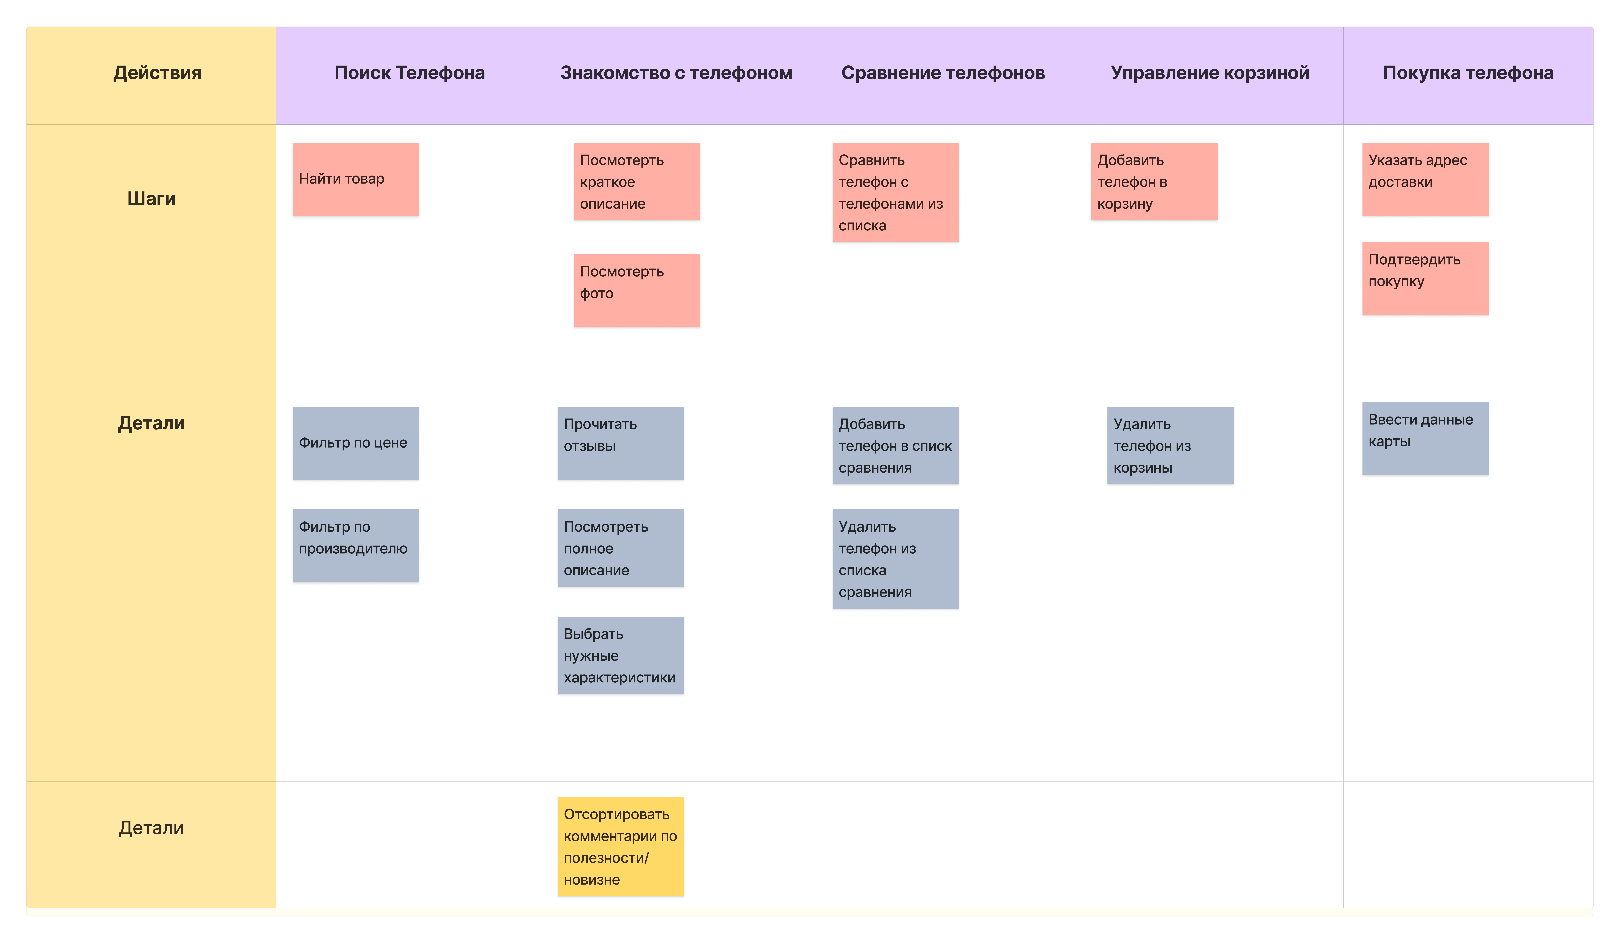 Действия
Поиск Телефона
Знакомство с телефоном
Сравнение телефонов
Управление корзиной
Покупка телефона
Шаги
Найти товар
Посмотерть
краткое
описание
Сравнить
телефон с
телефонами из
списка
Добавить
телефон в
корзину
Указать адрес
доставки
Посмотерть
фото
Подтвердить
покупку
Детали
Фильтр по цене
Прочитать
отзывы
Добавить
телефон в списк
сравнения
Удалить
телефон из
корзины
Ввести данные
карты
Фильтр по
производителю
Посмотреть
полное
описание
Удалить
телефон из
списка
сравнения
Выбрать
нужные
характеристики
Детали
Отсортировать
комментарии по
полезности/
новизне